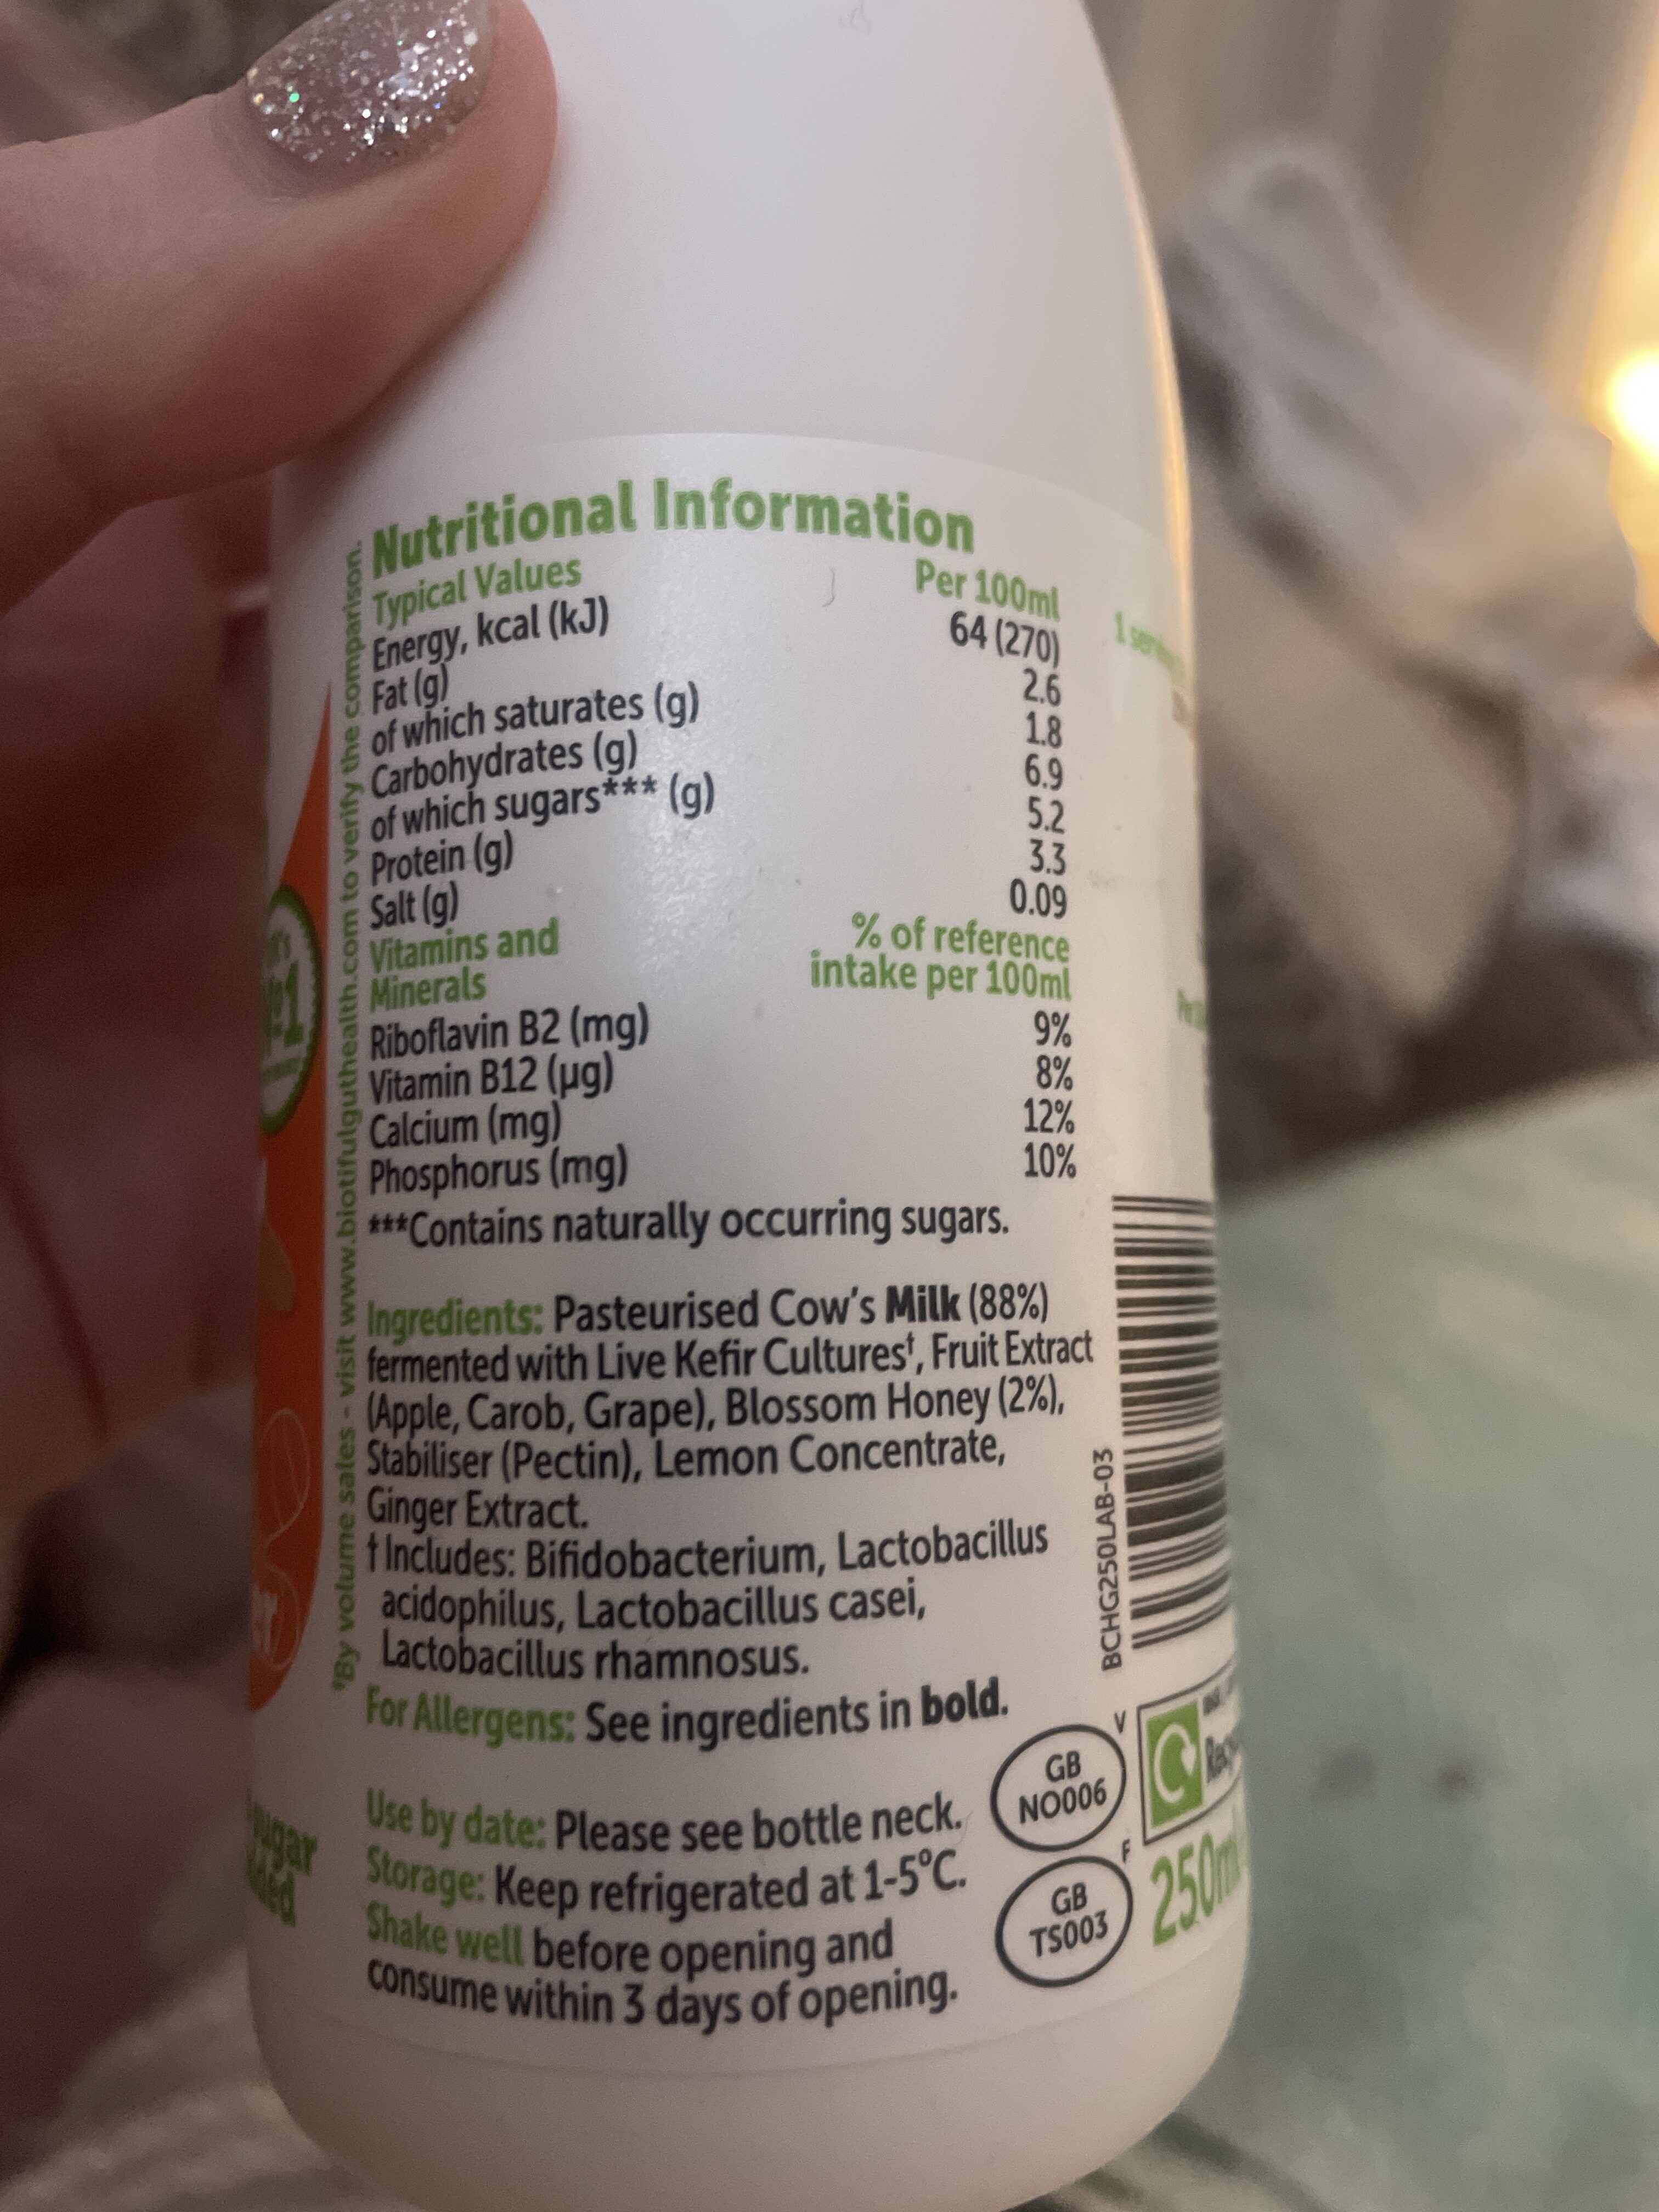 Nutritional Information
Typical Values Per 100ml
Energy, kcal (kJ) 64 (270)
Fat (g) 2.6
of which saturates (g) 1.8
Carbohydrates (g) 6.9
of which sugars*** (g) 5.2
Protein (g) 3.3
Salt (g) 0.09
Vitamins and % of reference
Minerals intake per 100ml
Riboflavin B2 (mg) 9%
Vitamin B12 (µg) 8%
Calcium (mg) 12%
Phosphorus (mg) 10%
***Contains naturally occurring sugars.
Ingredients: Pasteurised Cow's Milk (88%)
fermented with Live Kefir Cultures†, Fruit Extract
(Apple, Carob, Grape), Blossom Honey (2%),
Stabiliser (Pectin), Lemon Concentrate,
Ginger Extract.
† Includes: Bifidobacterium, Lactobacillus
acidophilus, Lactobacillus casei,
Lactobacillus rhamnosus.
For Allergens: See ingredients in bold.
Use by date: Please see bottle neck.
Storage: Keep refrigerated at 1-5°C.
Shake well before opening and
consume within 3 days of opening.
By volume sales - visit www.biotifulguthealth.com to verify the comparison.
BCHG250LAB-03
V
GB
NO006
F
GB
TS003
250ml